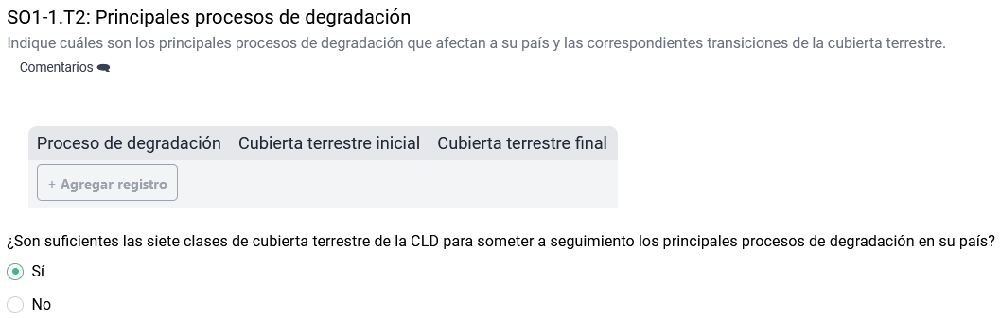 SO1-1.T2: Principales procesos de degradación
Indique cuáles son los principales procesos de degradación que afectan a su país y las correspondientes transiciones de la cubierta terrestre.
Comentarios
Proceso de degradación Cubierta terrestre inicial Cubierta terrestre final
+ Agregar registro
¿Son suficientes las siete clases de cubierta terrestre de la CLD para someter a seguimiento los principales procesos de degradación en su país?
Sí
No